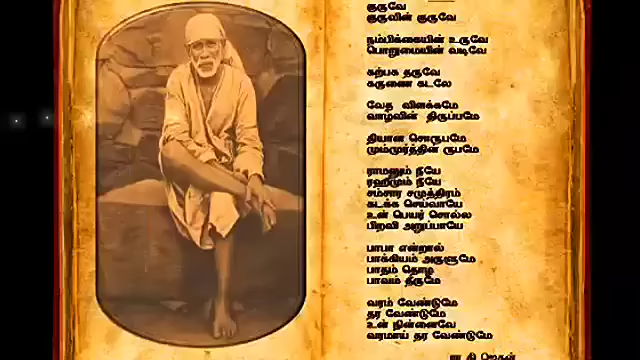 குருவே
குருவின் குருவே
நம்பிக்கையின் உருவே
பொறுமையின் வடிவே
கற்பக தருவே
கருணை கடலே
வேத விளக்கமே
வாழ்வின் திருப்பமே
தியான சொரூபமே
மும்மூர்த்தின் ரூபமே
ராமனும் நீயே
ரஹீமும் நீயே
சம்சார சமுத்திரம்
கடக்க செய்வாயே
உன் பெயர் சொல்ல
பிறவி அறுப்பாயே
பாபா என்றால்
பாக்கியம் அருளுமே
பாதம் தொழ
பாவம் தீருமே
வரம் வேண்டுமே
தர வேண்டுமே
உன் நினைவே
வரமாய் தர வேண்டுமே